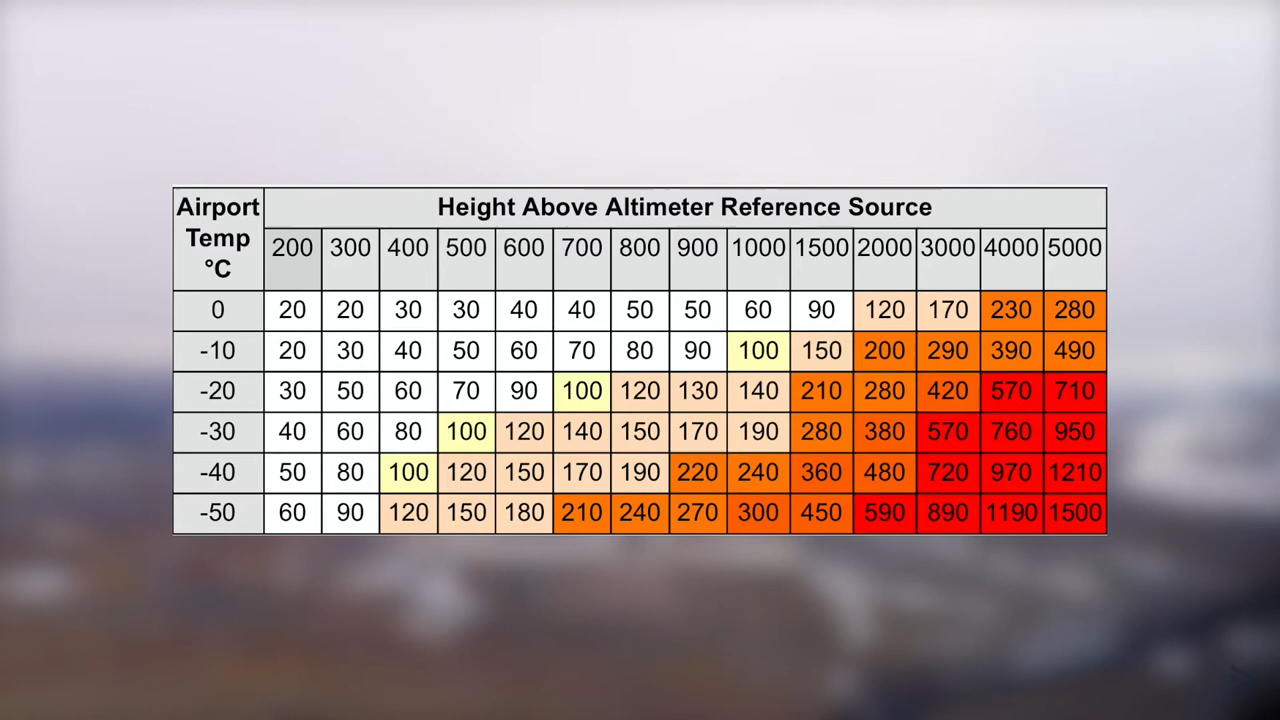 Airport Temp °C
Height Above Altimeter Reference Source
200 300 400 500 600 700 800 900 1000 1500 2000 3000 4000 5000
0 20 20 30 30 40 40 50 50 60 90 120 170 230 280
-10 20 30 40 50 60 70 80 90 100 150 200 290 390 490
-20 30 50 60 70 90 100 120 130 140 210 280 420 570 710
-30 40 60 80 100 120 140 150 170 190 280 380 570 760 950
-40 50 80 100 120 150 170 190 220 240 360 480 720 970 1210
-50 60 90 120 150 180 210 240 270 300 450 590 890 1190 1500